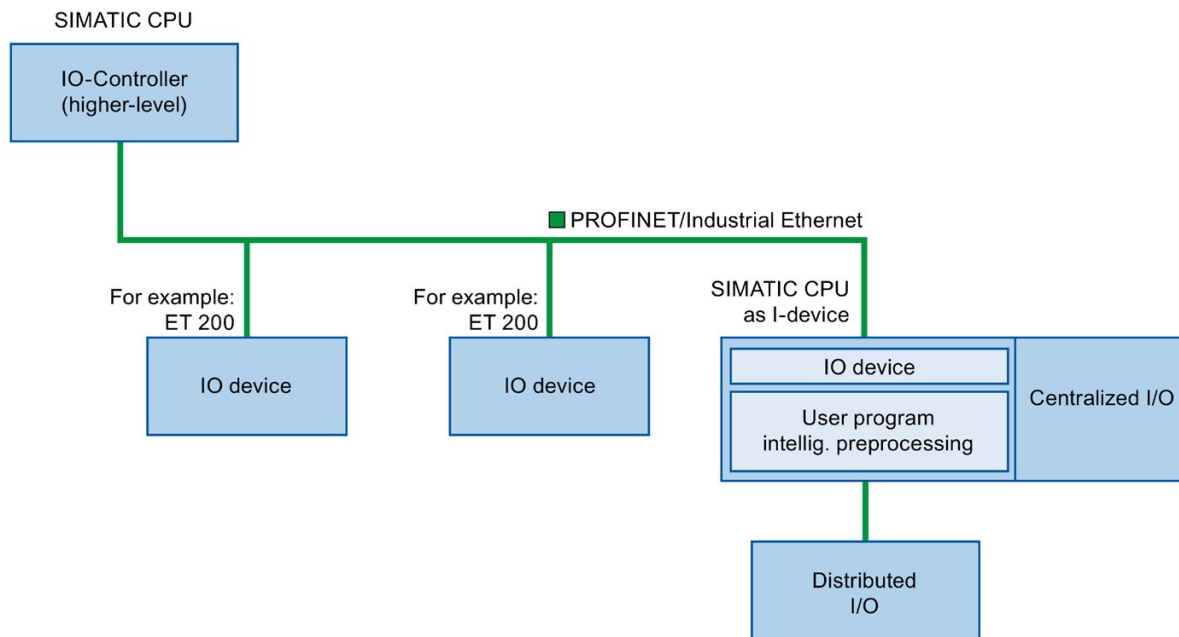 SIMATIC CPU
IO-Controller
(higher-level)
PROFINET/Industrial Ethernet
For example:
ET 200
IO device
For example:
ET 200
IO device
SIMATIC CPU
as I-device
IO device
User program
intellig. preprocessing
Centralized I/O
Distributed
I/O